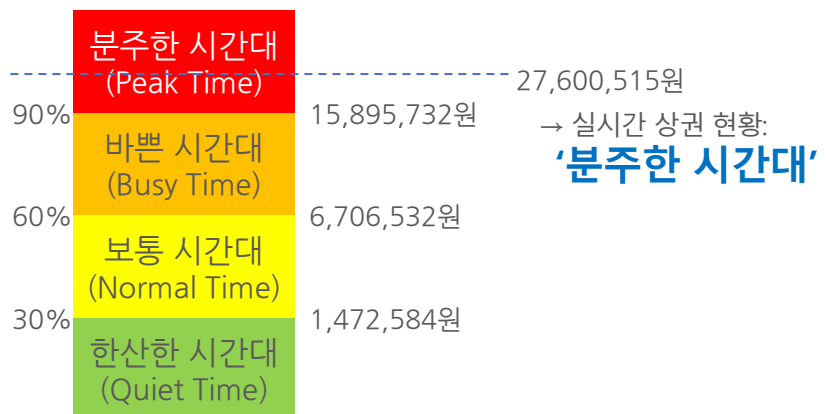 분주한 시간대
(Peak Time)
27,600,515원
90%
15,895,732원
→ 실시간 상권 현황:
‘분주한 시간대’
바쁜 시간대
(Busy Time)
60%
6,706,532원
보통 시간대
(Normal Time)
30%
1,472,584원
한산한 시간대
(Quiet Time)